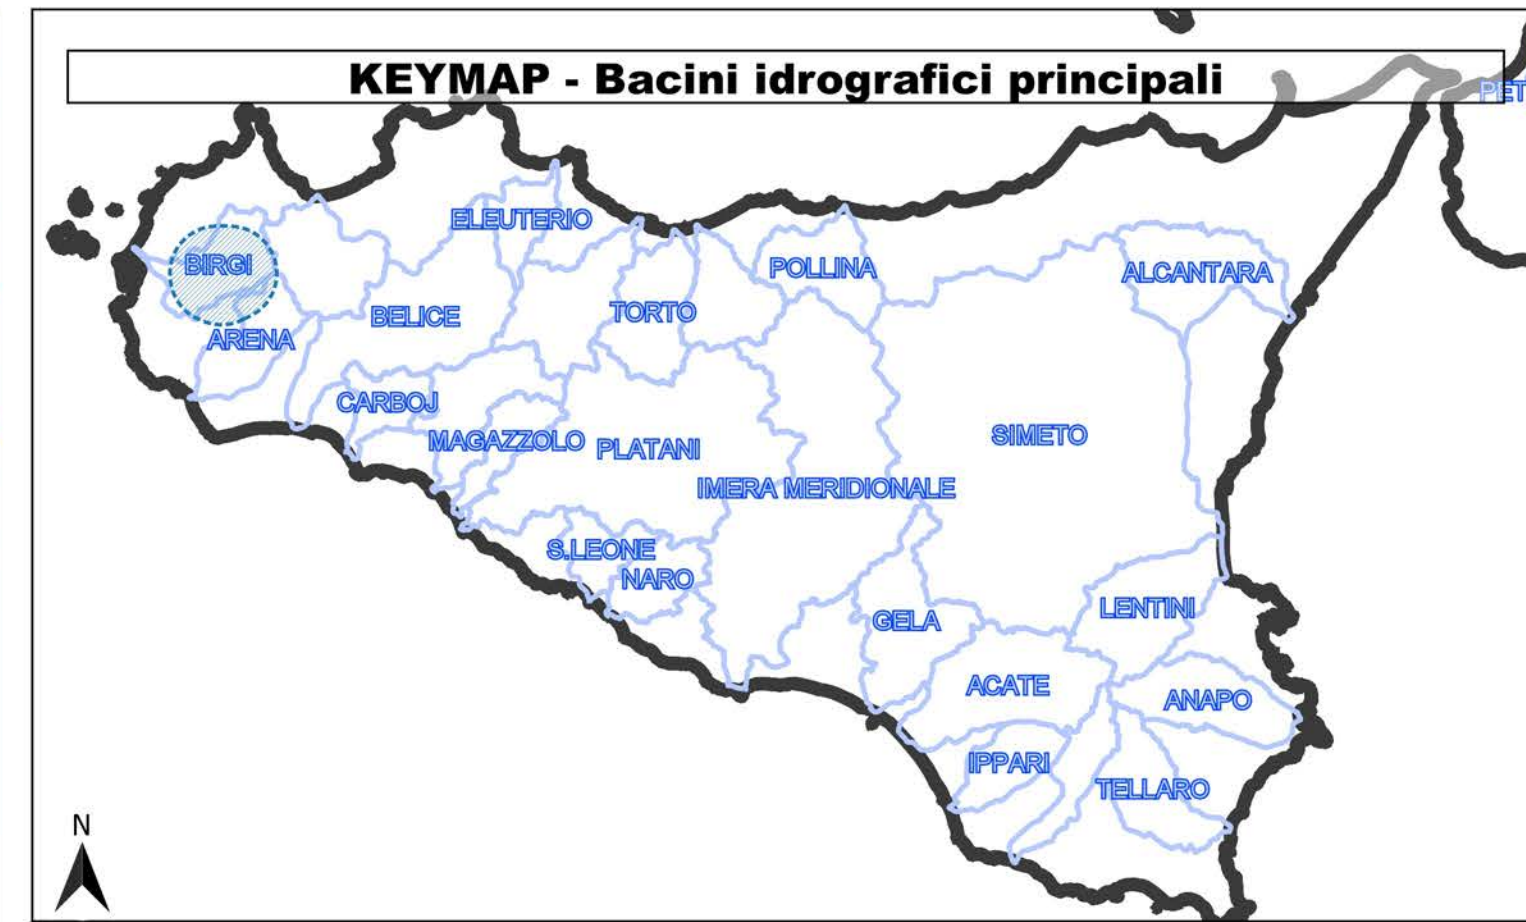 KEYMAP - Bacini idrografici principali
PET
ELEUTERIO
BIRGI
POLLINA
ALCANTARA
BELICE
TORTO
ARENA
CARBOJ
MAGAZZOLO
PLATANI
SIMETO
IMERA MERIDIONALE
S.LEONE
NARO
LENTINI
GELA
ACATE
ANAPO
IPPARI
TELLARO
N